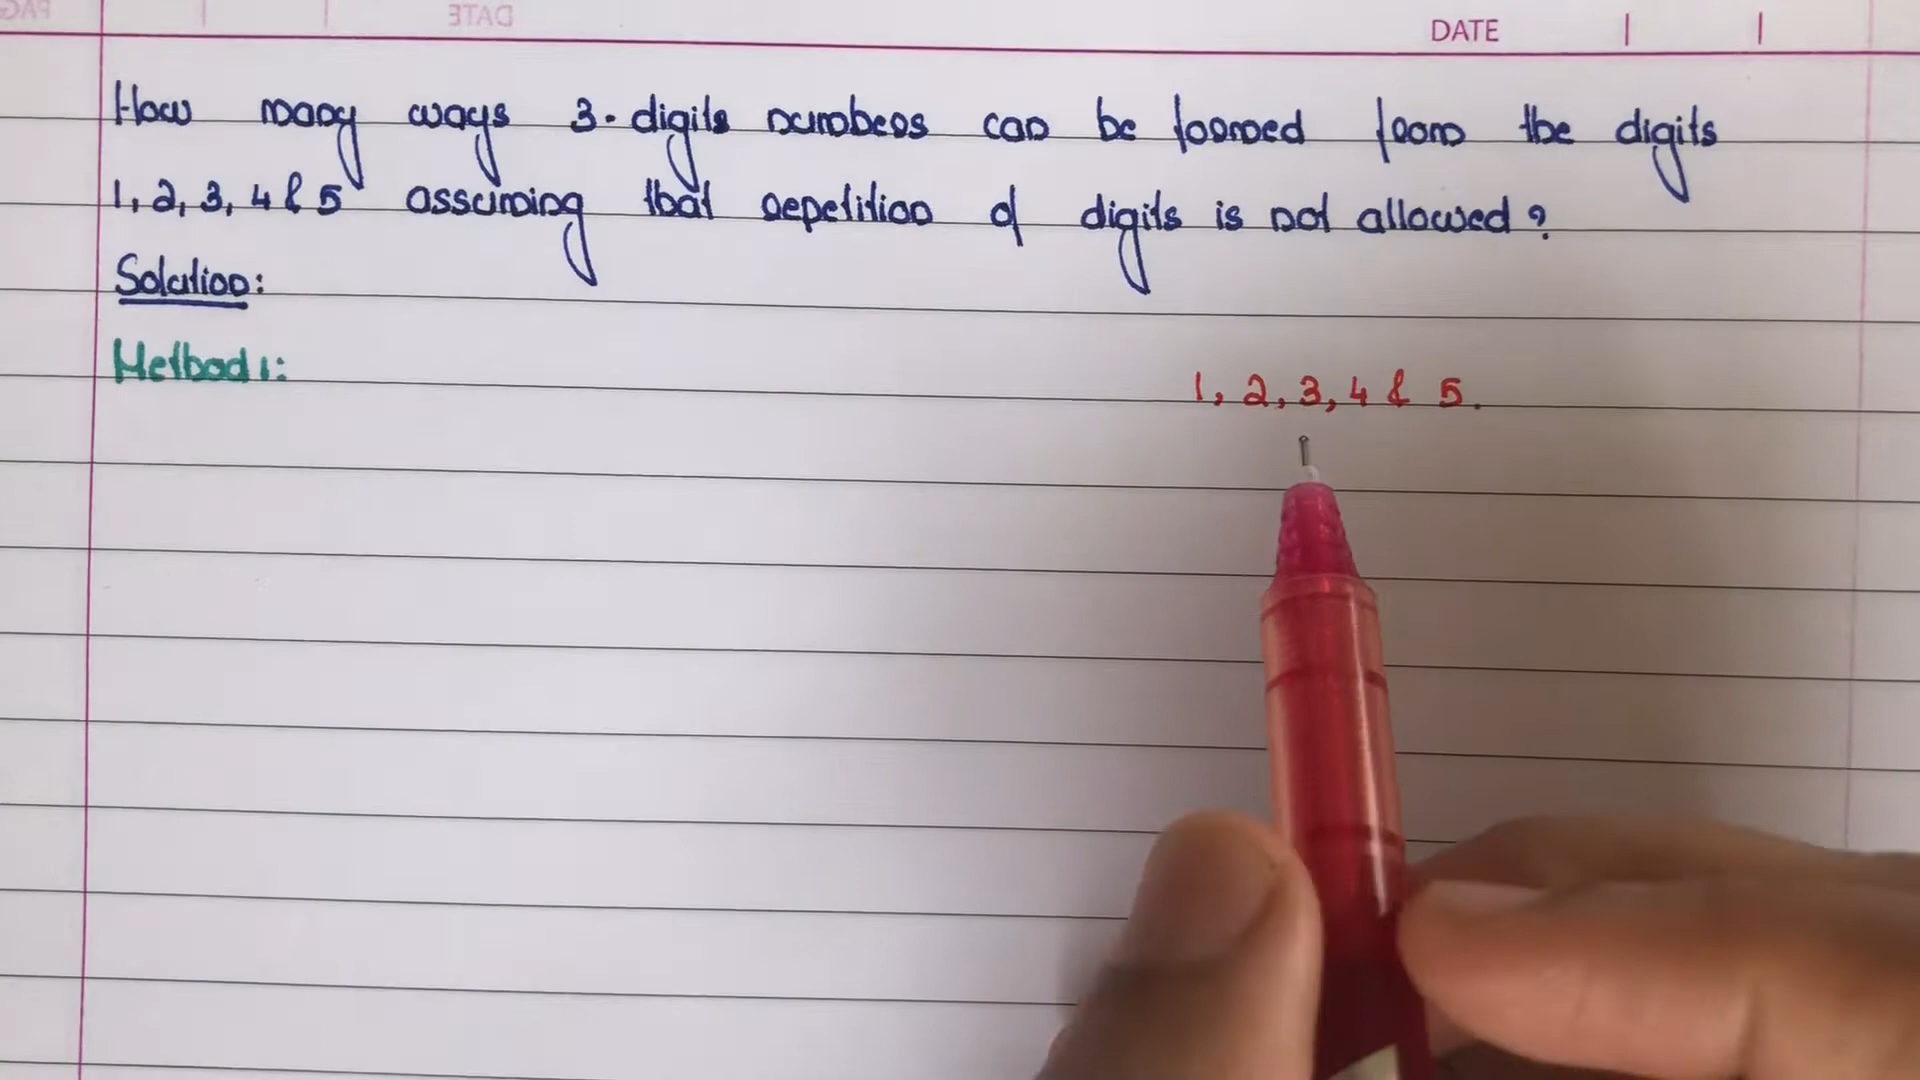 DATE
How many ways 3-digits numbers can be formed from the digits
1, 2, 3, 4 & 5 assuming that repetition of digits is not allowed?
Solution:
Method 1:
1, 2, 3, 4 & 5.